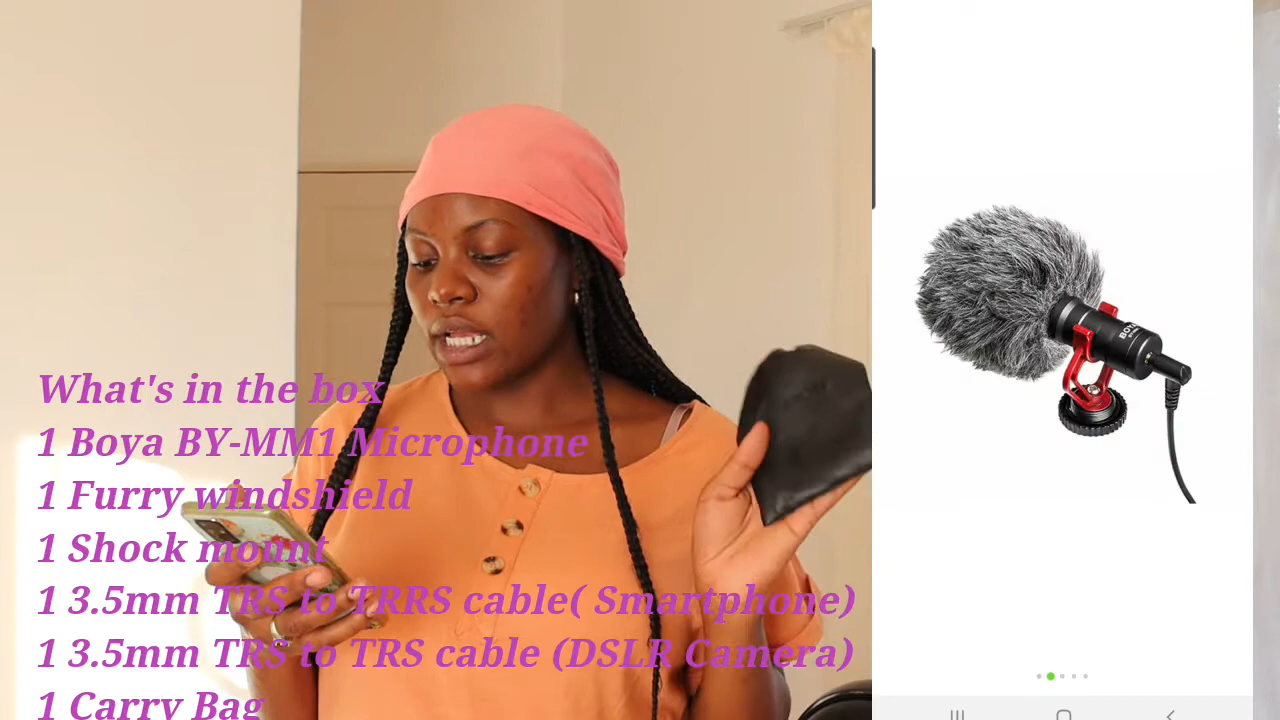 What's in the box
1 Boya BY-MM1 Microphone
1 Furry windshield
1 Shock mount
1 3.5mm TRS to TRRS cable( Smartphone)
1 3.5mm TRS to TRS cable (DSLR Camera)
1 Carry Bag
BOYA